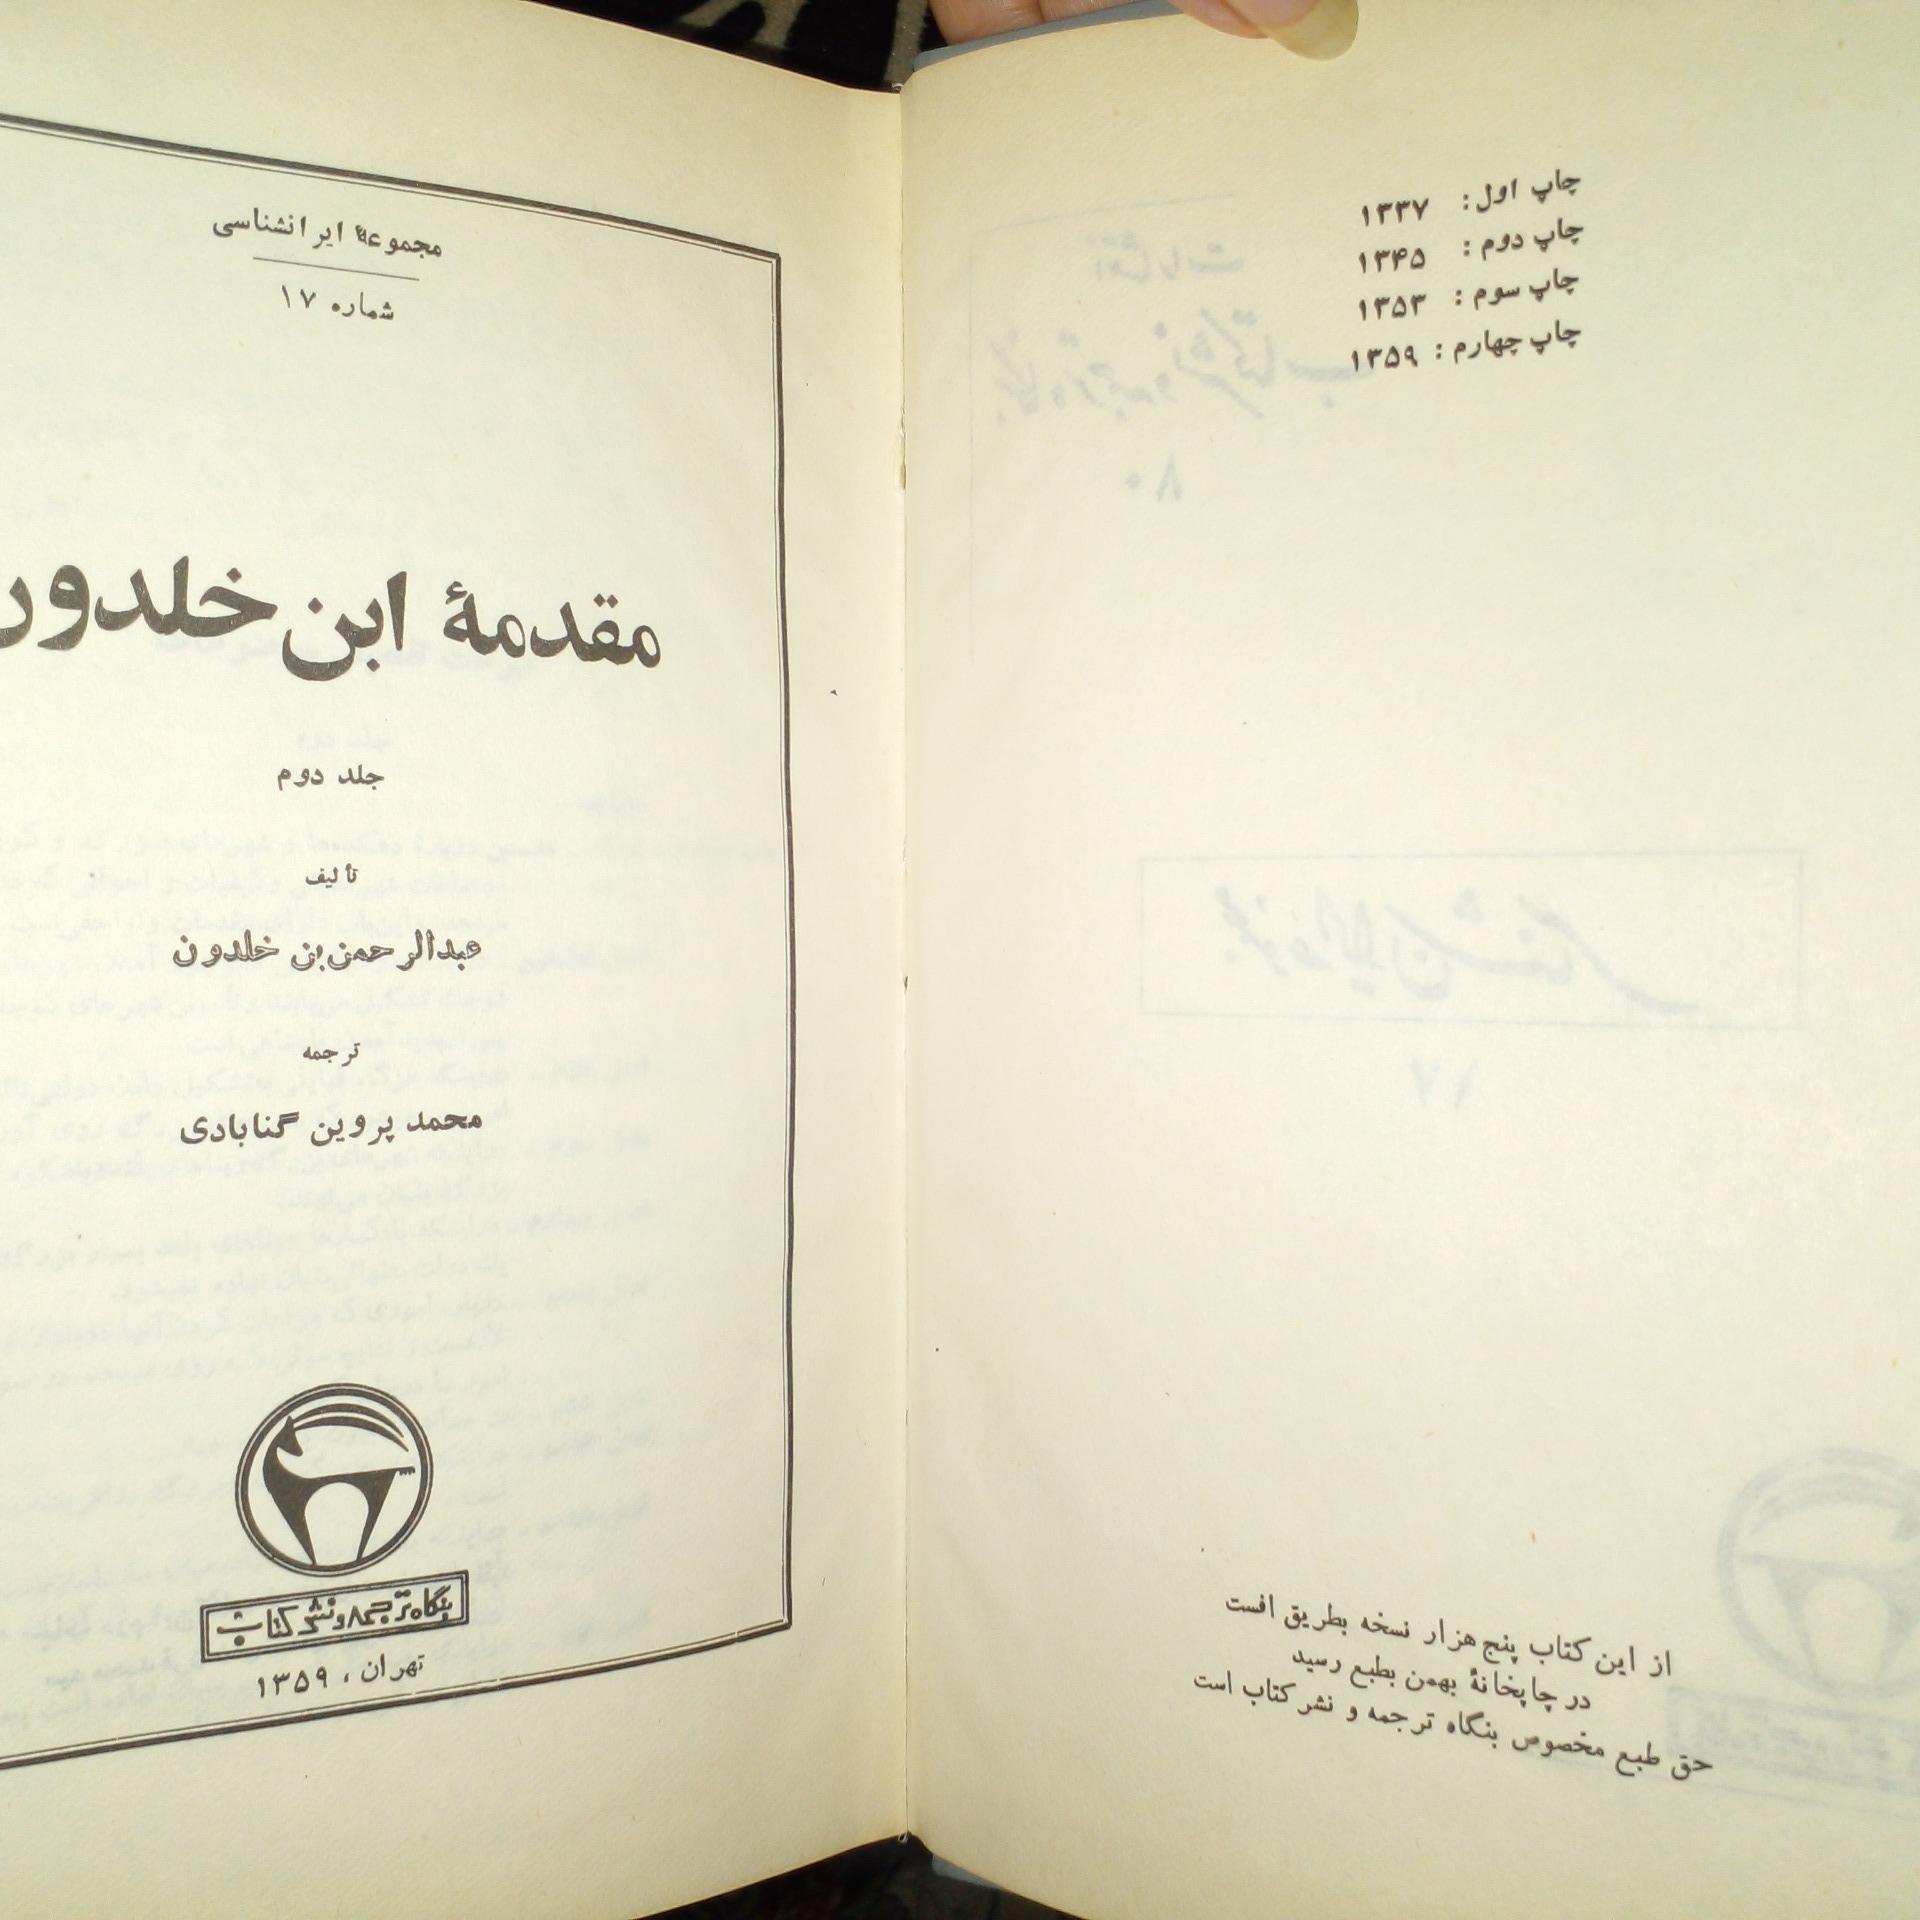 چاپ اول: ۱۳۳۷
چاپ دوم: ۱۳۴۵
چاپ سوم: ۱۳۵۳
چاپ چهارم: ۱۳۵۹
از این کتاب پنج هزار نسخه بطریق افست
در چاپخانهٔ بهمن بطبع رسید
حق طبع مخصوص بنگاه ترجمه و نشر کتاب است
مجموعهٔ ایرانشناسی
شماره ۱۷
مقدمهٔ ابن خلدون
جلد دوم
تألیف
عبدالرحمن بن خلدون
ترجمه
محمد پروین گنابادی
بنگاه ترجمه و نشر کتاب
تهران، ۱۳۵۹